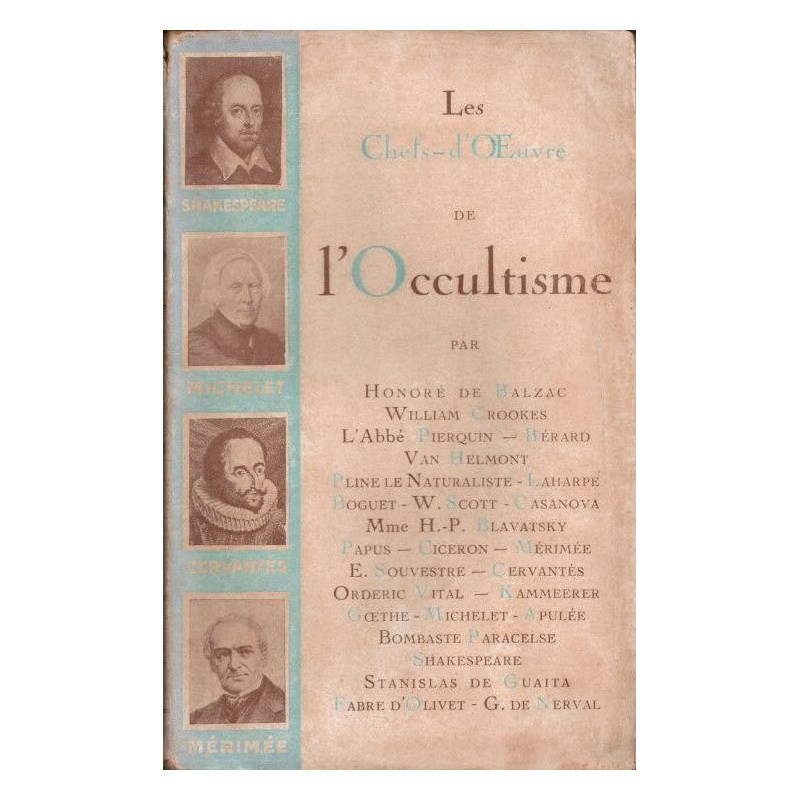 Les
Chefs-d'Œuvre
DE
l'Occultisme
PAR
HONORÉ DE BALZAC
WILLIAM CROOKES
L'ABBÉ PIERQUIN — BÉRARD
VAN HELMONT
PLINE LE NATURALISTE - LAHARPE
BOGUET - W. SCOTT - CASANOVA
MME H.-P. BLAVATSKY
PAPUS — CICERON — MÉRIMÉE
E. SOUVESTRE — CERVANTÉS
ORDERIC VITAL — KAMMEERER
GŒTHE - MICHELET - APULÉE
BOMBASTE PARACELSE
SHAKESPEARE
STANISLAS DE GUAITA
FABRE D'OLIVET - G. DE NERVAL
SHAKESPEARE
MICHELET
CERVANTÈS
MÉRIMÉE